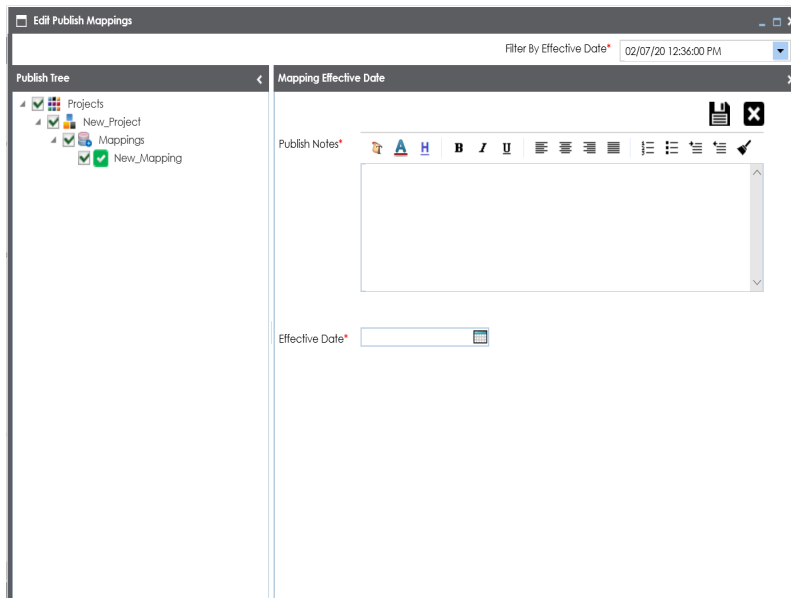 Edit Publish Mappings
Filter By Effective Date* 02/07/20 12:36:00 PM
Publish Tree
Mapping Effective Date
Projects
New_Project
Mappings
New_Mapping
Publish Notes*
A H B I U
Effective Date*